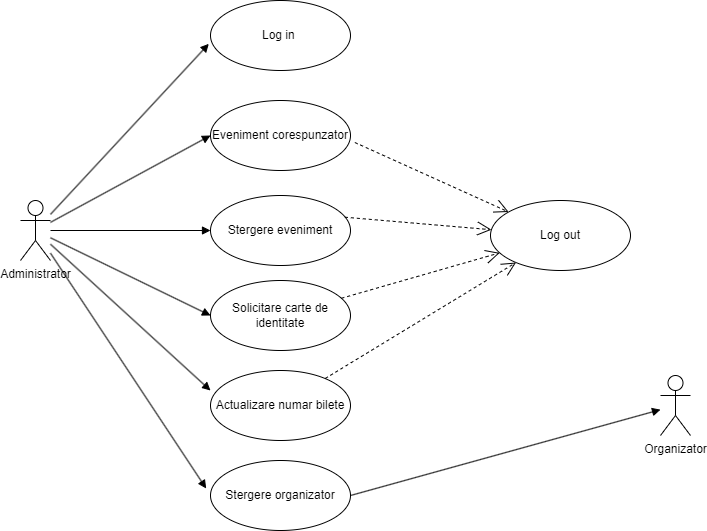 Log in
Eveniment corespunzator
Stergere eveniment
Log out
Administrator
Solicitare carte de
identitate
Actualizare numar bilete
Organizator
Stergere organizator